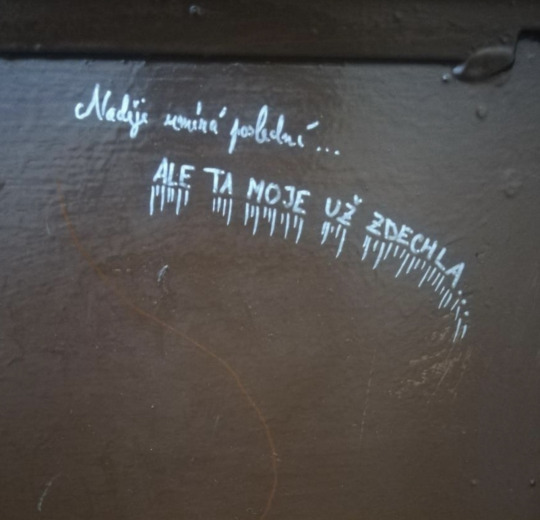 Naděje umírá poslední...
ALE TA MOJE UŽ ZDECHLA...